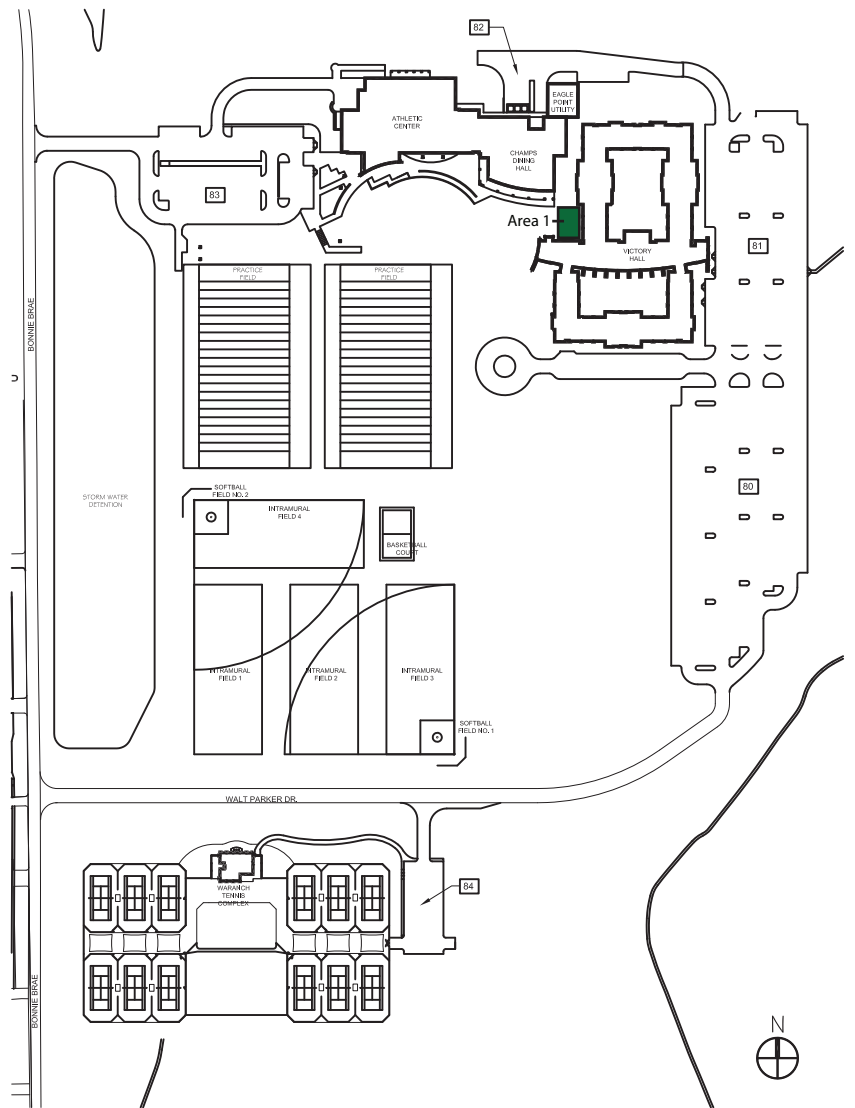 82
EAGLE
POINT
UTILITY
ATHLETIC
CENTER
CHAMPS
DINING
HALL
83
Area 1
VICTORY
HALL
81
PRACTICE
FIELD
PRACTICE
FIELD
BONNIE BRAE
STORM WATER
DETENTION
SOFTBALL
FIELD NO. 2
INTRAMURAL
FIELD 4
BASKETBALL
COURT
80
INTRAMURAL
FIELD 1
INTRAMURAL
FIELD 2
INTRAMURAL
FIELD 3
SOFTBALL
FIELD NO. 1
WALT PARKER DR.
WARANCH
TENNIS
COMPLEX
84
BONNIE BRAE
N